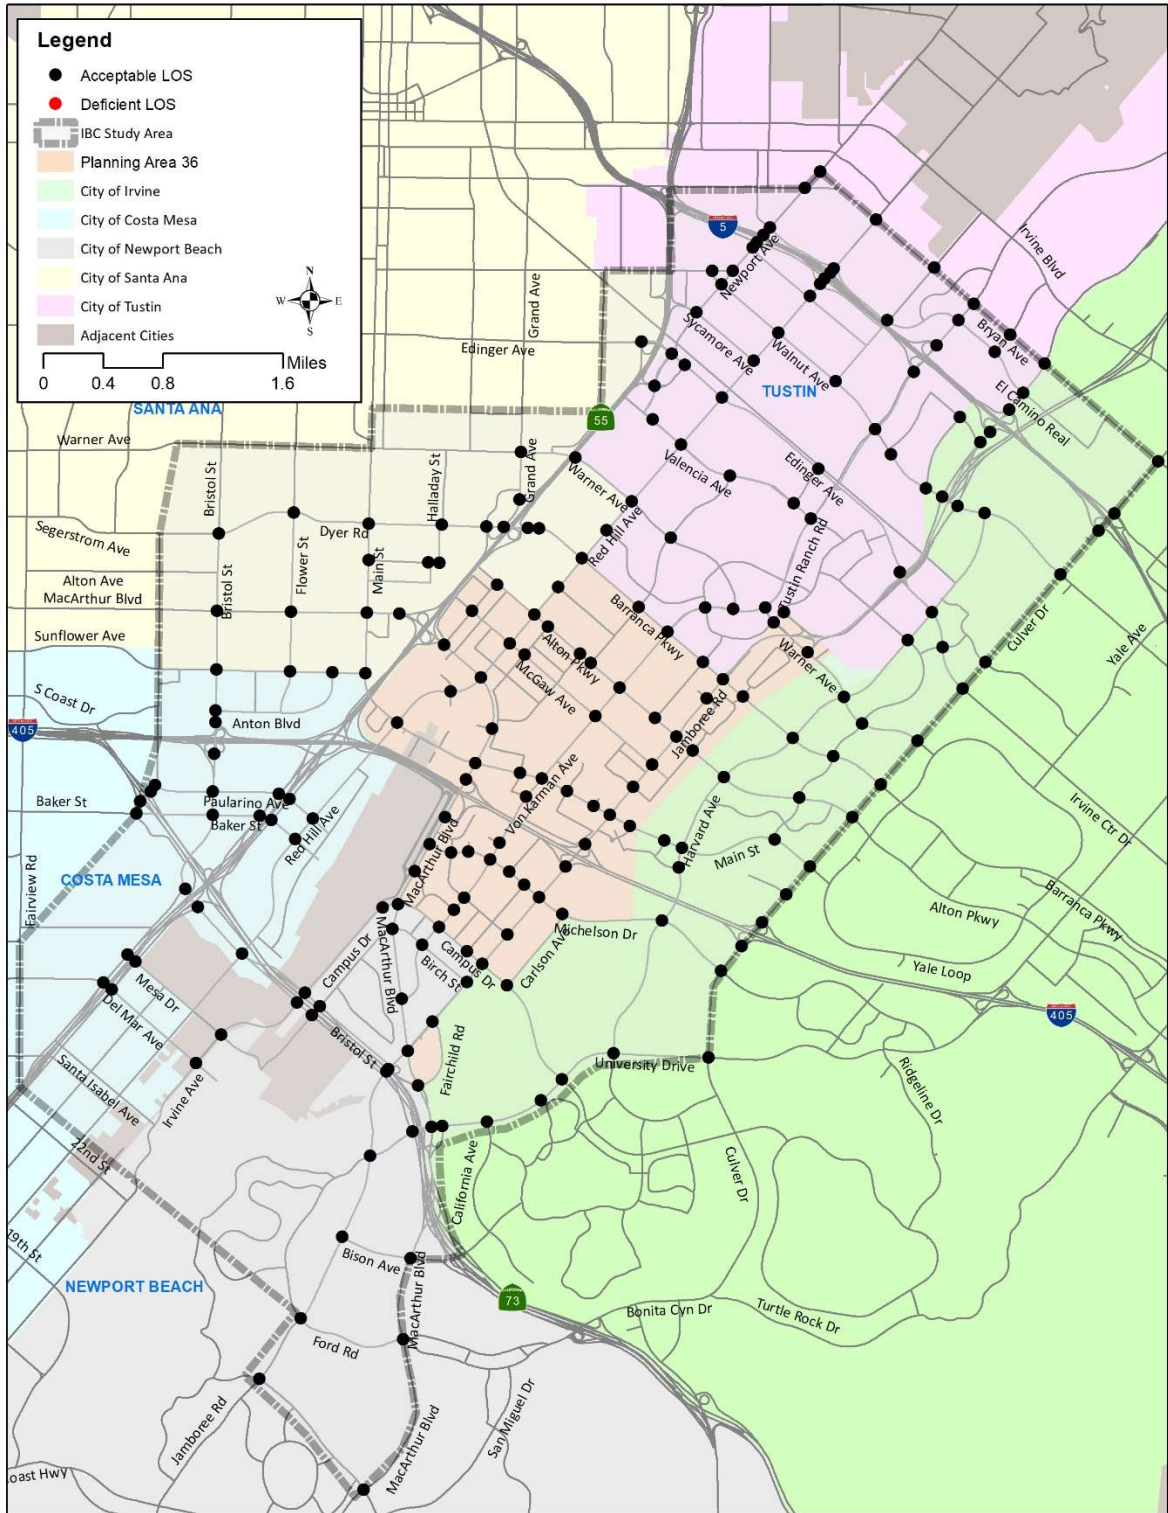 Legend
Acceptable LOS
Deficient LOS
IBC Study Area
Planning Area 36
City of Irvine
City of Costa Mesa
City of Newport Beach
City of Santa Ana
City of Tustin
Adjacent Cities
N
W E
S
0 0.4 0.8 1.6 Miles
5
Irvine Blvd
Newport Ave
Grand Ave
Edinger Ave
Sycamore Ave
Walnut Ave
Bryan Ave
TUSTIN
El Camino Real
SANTA ANA
55
Warner Ave
Bristol St
Halladay St
Grand Ave
Warner Ave
Valencia Ave
Edinger Ave
Segerstrom Ave
Dyer Rd
Flower St
Main St
Red Hill Ave
Tustin Ranch Rd
Alton Ave
MacArthur Blvd
Bristol St
Sunflower Ave
Barranca Pkwy
Alton Pkwy
McGaw Ave
Warner Ave
Culver Dr
Yale Ave
S Coast Dr
Anton Blvd
405
Jamboree Rd
Baker St
Paularino Ave
Baker St
Red Hill Ave
Von Karman Ave
MacArthur Blvd
Harvard Ave
Main St
Irvine Ctr Dr
Fairview Rd
COSTA MESA
Barranca Pkwy
Alton Pkwy
Michelson Dr
Carlson Ave
Campus Dr
MacArthur Blvd
Campus Dr
Birch St
Yale Loop
405
Mesa Dr
Del Mar Ave
Bristol St
Fairchild Rd
University Drive
Ridgeline Dr
Santa Isabel Ave
Irvine Ave
22nd St
California Ave
Culver Dr
19th St
Bison Ave
MacArthur Blvd
NEWPORT BEACH
73
Bonita Cyn Dr
Turtle Rock Dr
Ford Rd
Jamboree Rd
MacArthur Blvd
San Miguel Dr
oast Hwy